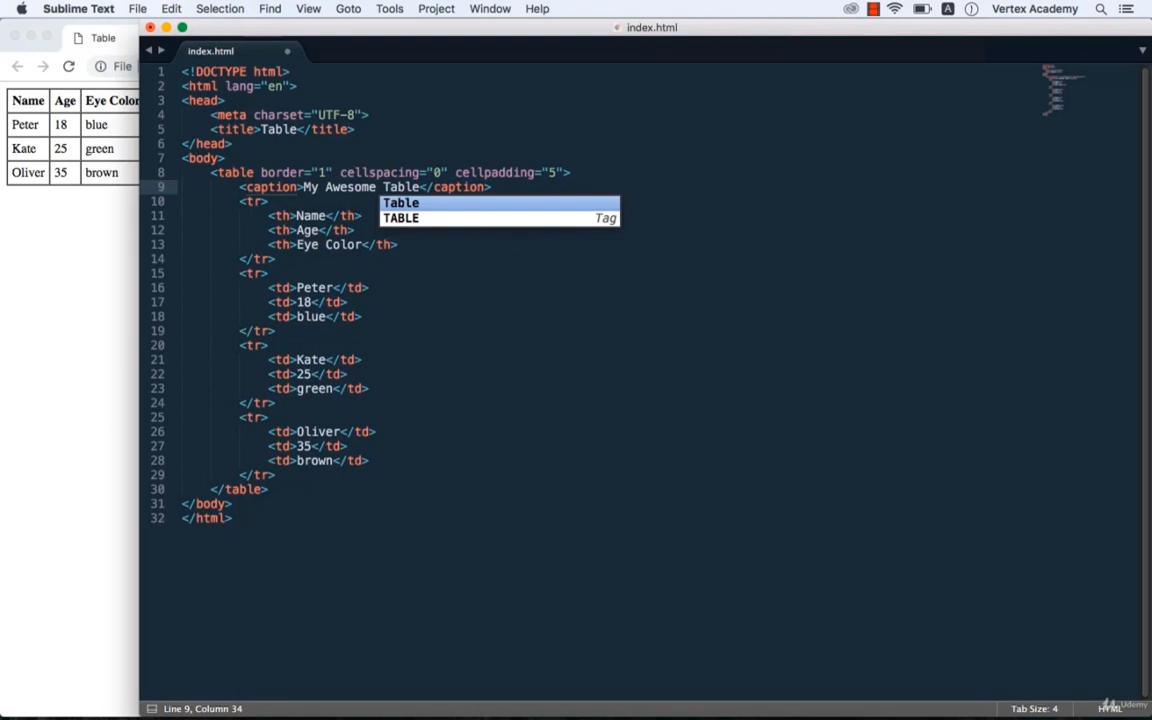 Sublime Text File Edit Selection Find View Goto Tools Project Window Help A Vertex Academy
index.html
Table
File
Name Age Eye Color
Peter 18 blue
Kate 25 green
Oliver 35 brown
index.html
1 <!DOCTYPE html>
2 <html lang="en">
3 <head>
4 <meta charset="UTF-8">
5 <title>Table</title>
6 </head>
7 <body>
8 <table border="1" cellspacing="0" cellpadding="5">
9 <caption>My Awesome Table</caption>
Table
TABLE Tag
10 <tr>
11 <th>Name</th>
12 <th>Age</th>
13 <th>Eye Color</th>
14 </tr>
15 <tr>
16 <td>Peter</td>
17 <td>18</td>
18 <td>blue</td>
19 </tr>
20 <tr>
21 <td>Kate</td>
22 <td>25</td>
23 <td>green</td>
24 </tr>
25 <tr>
26 <td>Oliver</td>
27 <td>35</td>
28 <td>brown</td>
29 </tr>
30 </table>
31 </body>
32 </html>
Line 9, Column 34
Tab Size: 4
HTML
Udemy